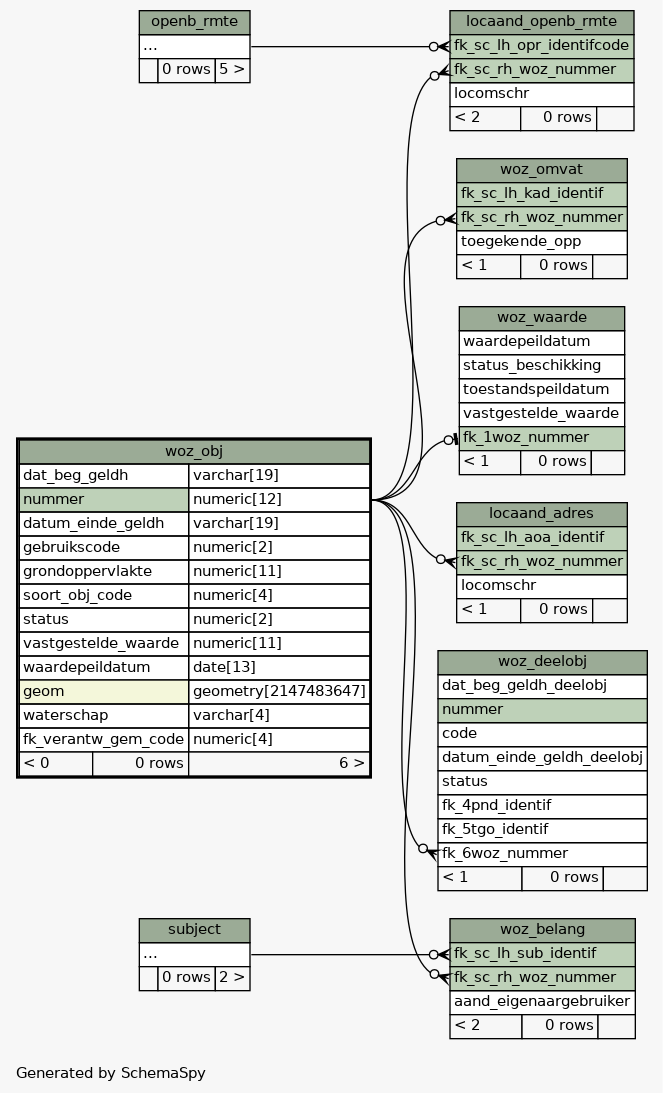 openb_rmte
...
0 rows 5 >
locaand_openb_rmte
fk_sc_lh_opr_identifcode
fk_sc_rh_woz_nummer
locomschr
< 2 0 rows
woz_omvat
fk_sc_lh_kad_identif
fk_sc_rh_woz_nummer
toegekende_opp
< 1 0 rows
woz_waarde
waardepeildatum
status_beschikking
toestandspeildatum
vastgestelde_waarde
fk_1woz_nummer
< 1 0 rows
woz_obj
dat_beg_geldh varchar[19]
nummer numeric[12]
datum_einde_geldh varchar[19]
gebruikscode numeric[2]
grondoppervlakte numeric[11]
soort_obj_code numeric[4]
status numeric[2]
vastgestelde_waarde numeric[11]
waardepeildatum date[13]
geom geometry[2147483647]
waterschap varchar[4]
fk_verantw_gem_code numeric[4]
< 0 0 rows 6 >
locaand_adres
fk_sc_lh_aoa_identif
fk_sc_rh_woz_nummer
locomschr
< 1 0 rows
woz_deelobj
dat_beg_geldh_deelobj
nummer
code
datum_einde_geldh_deelobj
status
fk_4pnd_identif
fk_5tgo_identif
fk_6woz_nummer
< 1 0 rows
subject
...
0 rows 2 >
woz_belang
fk_sc_lh_sub_identif
fk_sc_rh_woz_nummer
aand_eigenaargebruiker
< 2 0 rows
Generated by SchemaSpy